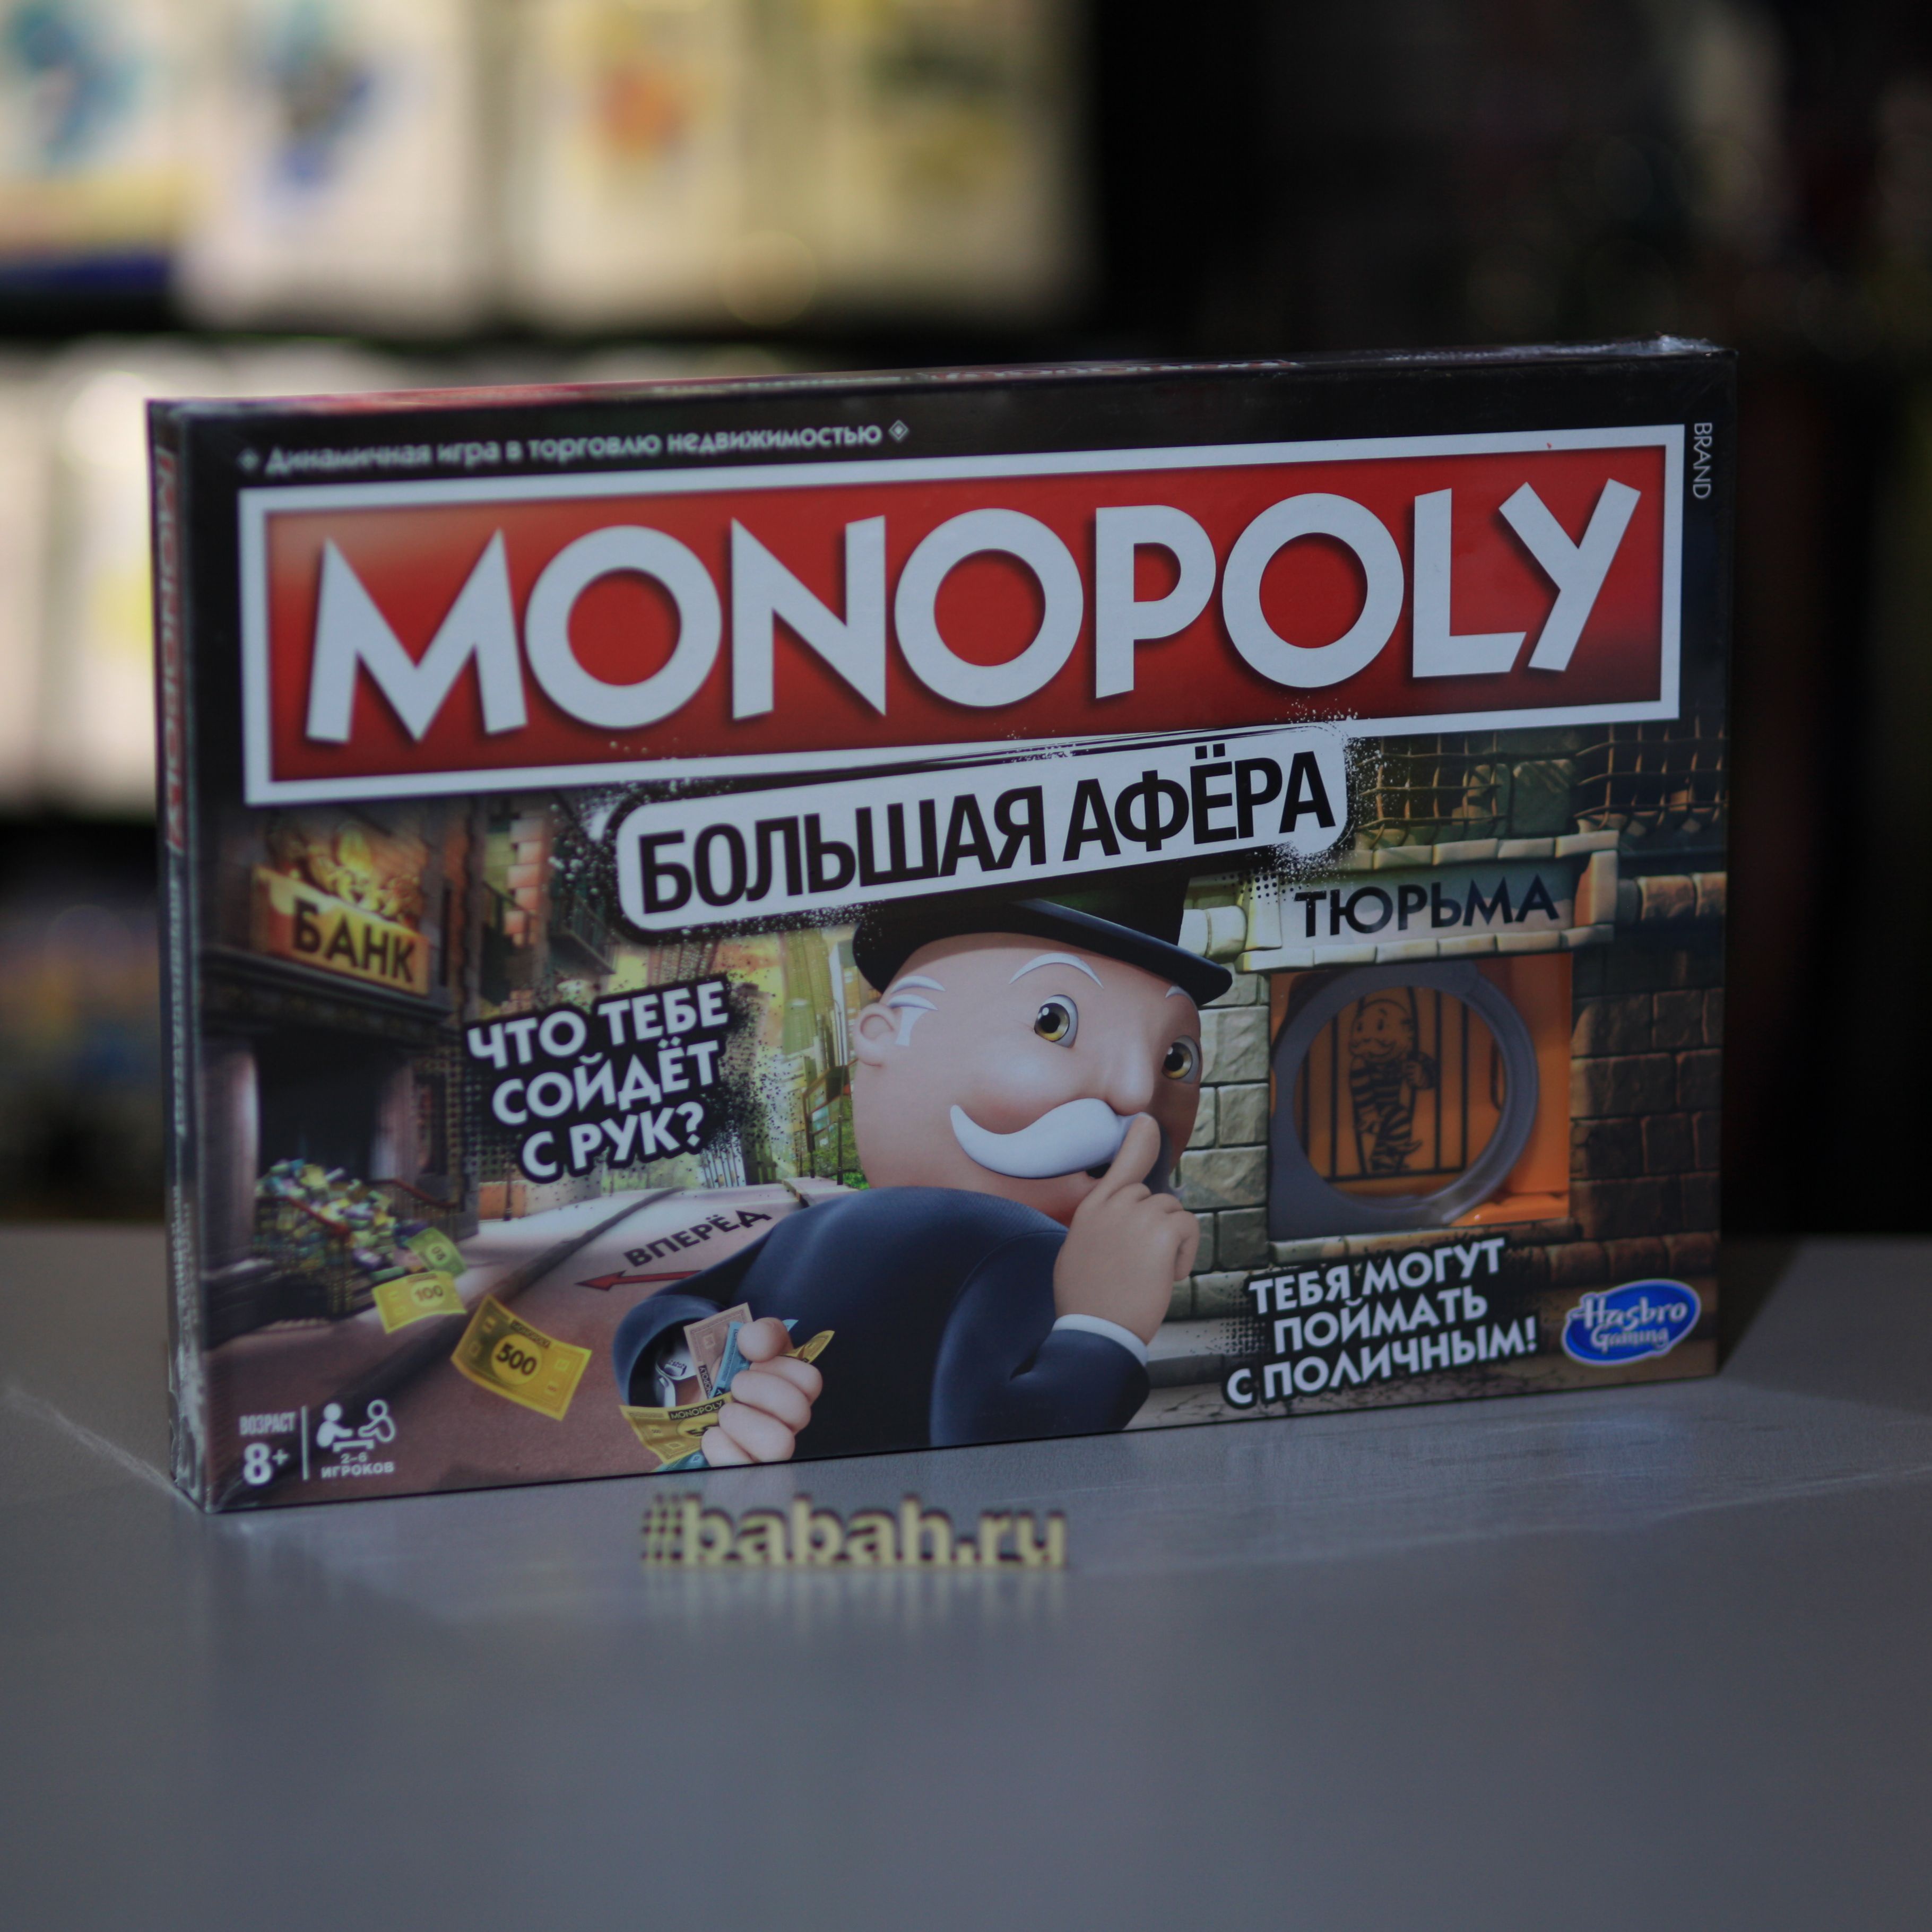 Динамичная игра в торговлю недвижимостью
BRAND
MONOPOLY
БОЛЬШАЯ АФЁРА
БАНК
ТЮРЬМА
ЧТО ТЕБЕ
СОЙДЁТ
С РУК?
ВПЕРЁД
100
500
MONOPOLY
ТЕБЯ МОГУТ
ПОЙМАТЬ
С ПОЛИЧНЫМ!
Hasbro
Gaming
ВОЗРАСТ
8+
2-6
ИГРОКОВ
#babah.ru